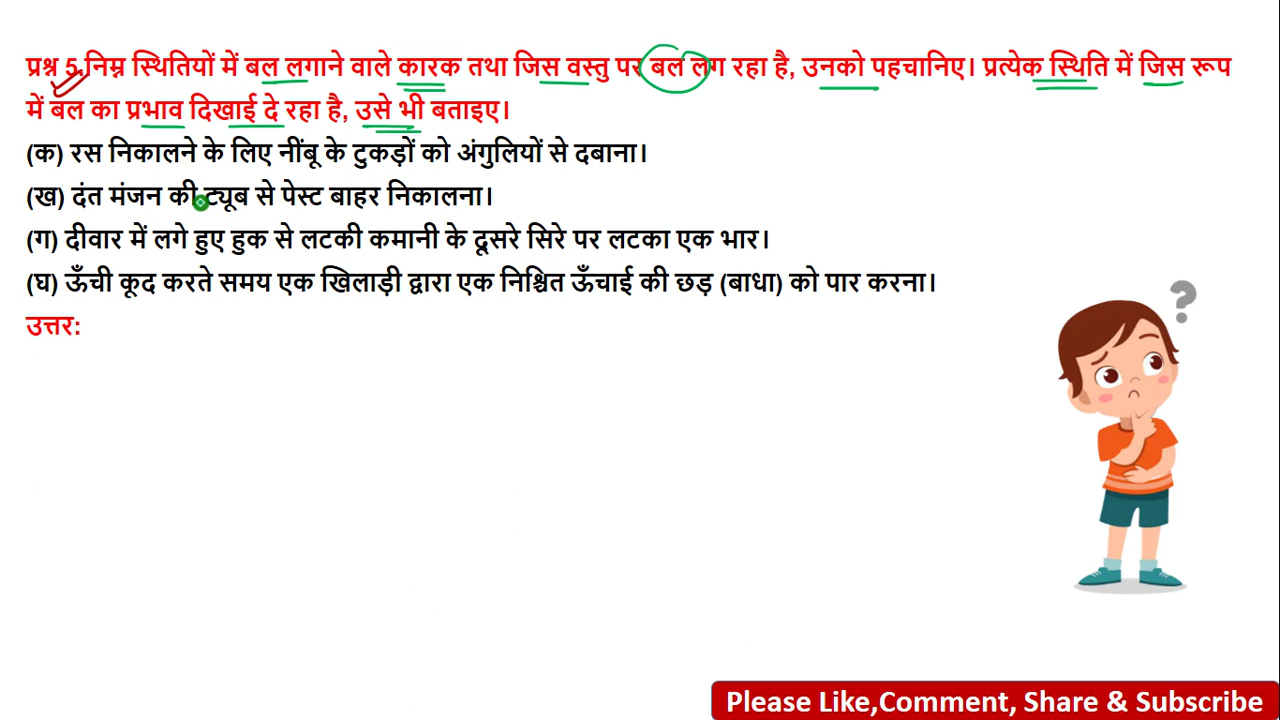 प्रश्न 5.निम्न स्थितियों में बल लगाने वाले कारक तथा जिस वस्तु पर बल लग रहा है, उनको पहचानिए। प्रत्येक स्थिति में जिस रूप
में बल का प्रभाव दिखाई दे रहा है, उसे भी बताइए।
(क) रस निकालने के लिए नींबू के टुकड़ों को अंगुलियों से दबाना।
(ख) दंत मंजन की ट्यूब से पेस्ट बाहर निकालना।
(ग) दीवार में लगे हुए हुक से लटकी कमानी के दूसरे सिरे पर लटका एक भार।
(घ) ऊँची कूद करते समय एक खिलाड़ी द्वारा एक निश्चित ऊँचाई की छड़ (बाधा) को पार करना।
उत्तर:
?
Please Like,Comment, Share & Subscribe